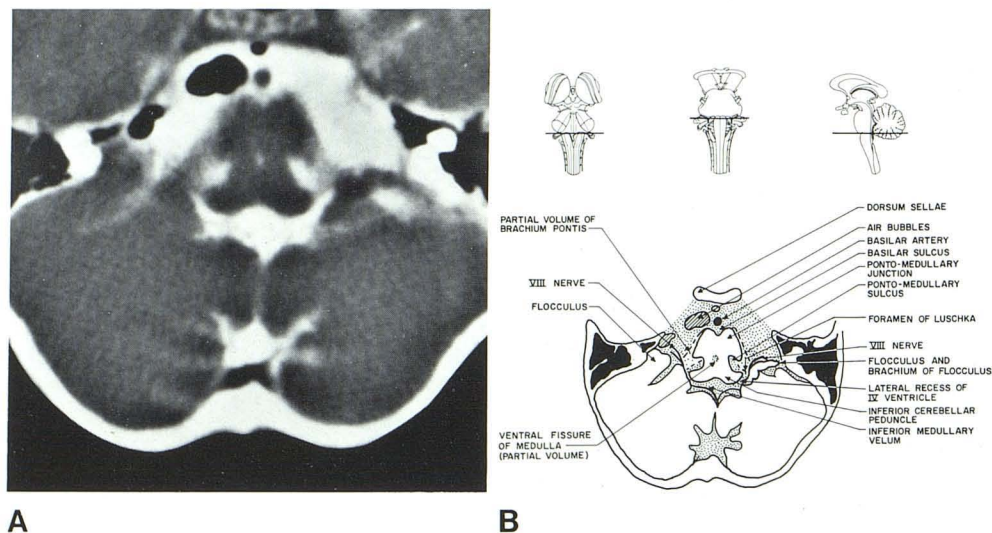 PARTIAL VOLUME OF
BRACHIUM PONTIS
VIII NERVE
FLOCCULUS
VENTRAL FISSURE
OF MEDULLA
(PARTIAL VOLUME)
DORSUM SELLAE
AIR BUBBLES
BASILAR ARTERY
BASILAR SULCUS
PONTO-MEDULLARY
JUNCTION
PONTO-MEDULLARY
SULCUS
FORAMEN OF LUSCHKA
VIII NERVE
FLOCCULUS AND
BRACHIUM OF FLOCCULUS
LATERAL RECESS OF
IV VENTRICLE
INFERIOR CEREBELLAR
PEDUNCLE
INFERIOR MEDULLARY
VELUM
A
B